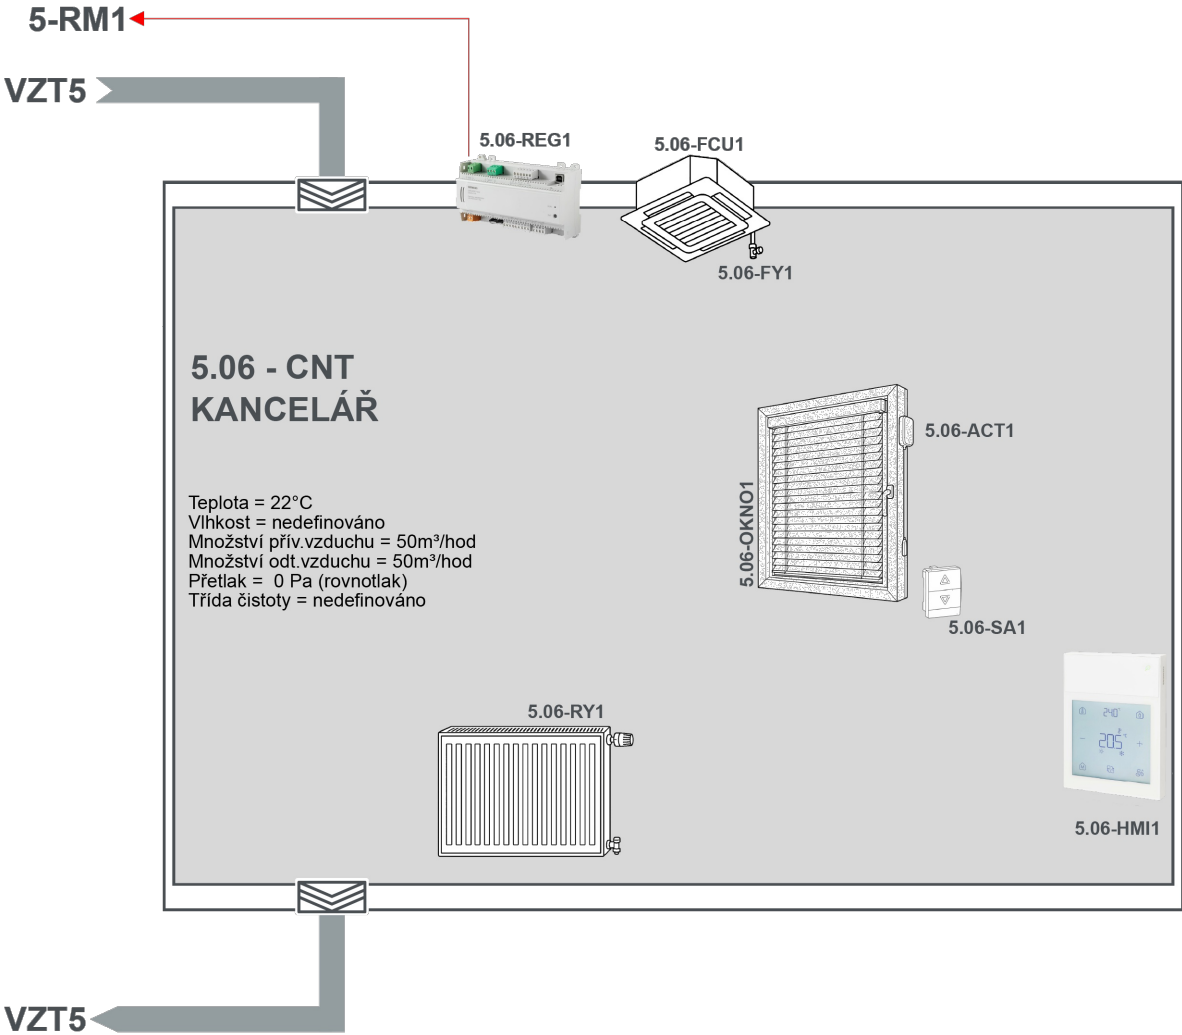 5-RM1
VZT5
5.06-REG1
5.06-FCU1
5.06-FY1
5.06 - CNT
KANCELÁŘ
5.06-ACT1
5.06-OKNO1
Teplota = 22°C
Vlhkost = nedefinováno
Množství přív.vzduchu = 50m³/hod
Množství odt.vzduchu = 50m³/hod
Přetlak = 0 Pa (rovnotlak)
Třída čistoty = nedefinováno
5.06-SA1
5.06-RY1
240
205
5.06-HMI1
VZT5